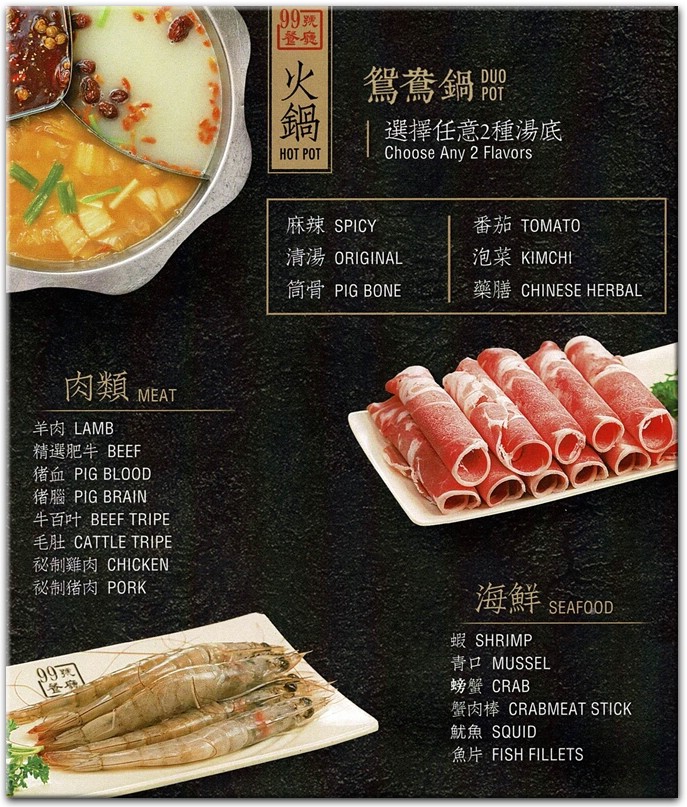 99號
餐廳
火鍋
HOT POT
鴛鴦鍋 DUO POT
選擇任意2種湯底
Choose Any 2 Flavors
麻辣 SPICY
清湯 ORIGINAL
筒骨 PIG BONE
番茄 TOMATO
泡菜 KIMCHI
藥膳 CHINESE HERBAL
肉類 MEAT
羊肉 LAMB
精選肥牛 BEEF
猪血 PIG BLOOD
猪腦 PIG BRAIN
牛百叶 BEEF TRIPE
毛肚 CATTLE TRIPE
祕制雞肉 CHICKEN
祕制猪肉 PORK
海鮮 SEAFOOD
蝦 SHRIMP
青口 MUSSEL
螃蟹 CRAB
蟹肉棒 CRABMEAT STICK
魷魚 SQUID
魚片 FISH FILLETS
99號
餐廳